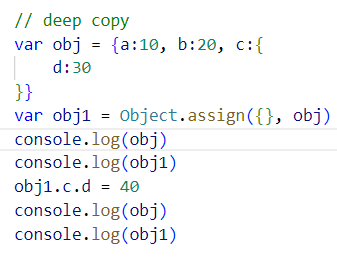 // deep copy
var obj = {a:10, b:20, c:{
    d:30
}}
var obj1 = Object.assign({}, obj)
console.log(obj)
console.log(obj1)
obj1.c.d = 40
console.log(obj)
console.log(obj1)